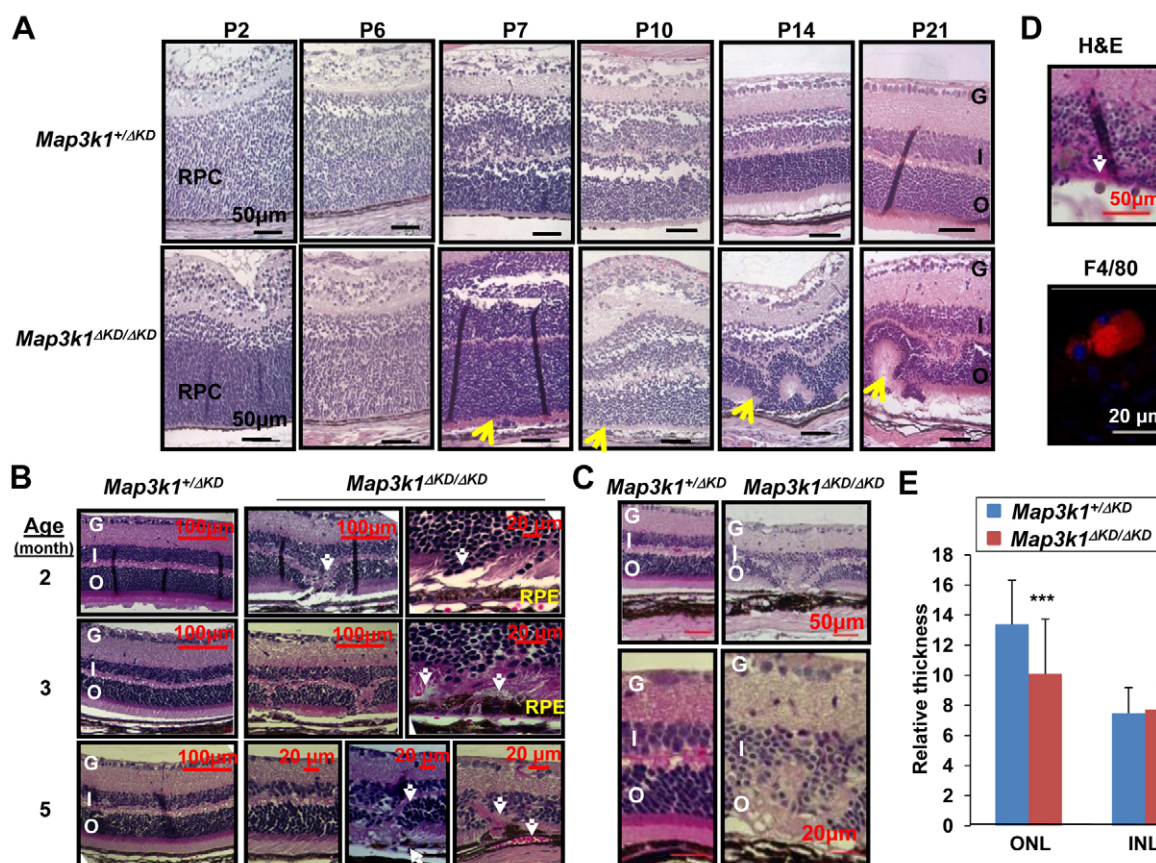 A
P2 P6 P7 P10 P14 P21
Map3k1+/ΔKD
RPC
50μm
G
I
O
Map3k1ΔKD/ΔKD
RPC
50μm
G
I
O
D
H&E
50μm
F4/80
20 μm
B
Map3k1+/ΔKD Map3k1ΔKD/ΔKD
Age
(month)
2
G
I
O
100μm 100μm 20 μm
RPE
3
G
I
O
100μm 100μm 20 μm
RPE
5
G
I
O
100μm 20 μm 20 μm 20 μm
C
Map3k1+/ΔKD Map3k1ΔKD/ΔKD
G G
I I
O O
50μm
G G
I I
O O
20μm
E
Map3k1+/ΔKD
Map3k1ΔKD/ΔKD
Relative thickness
18
16
14
12
10
8
6
4
2
0
***
ONL INL